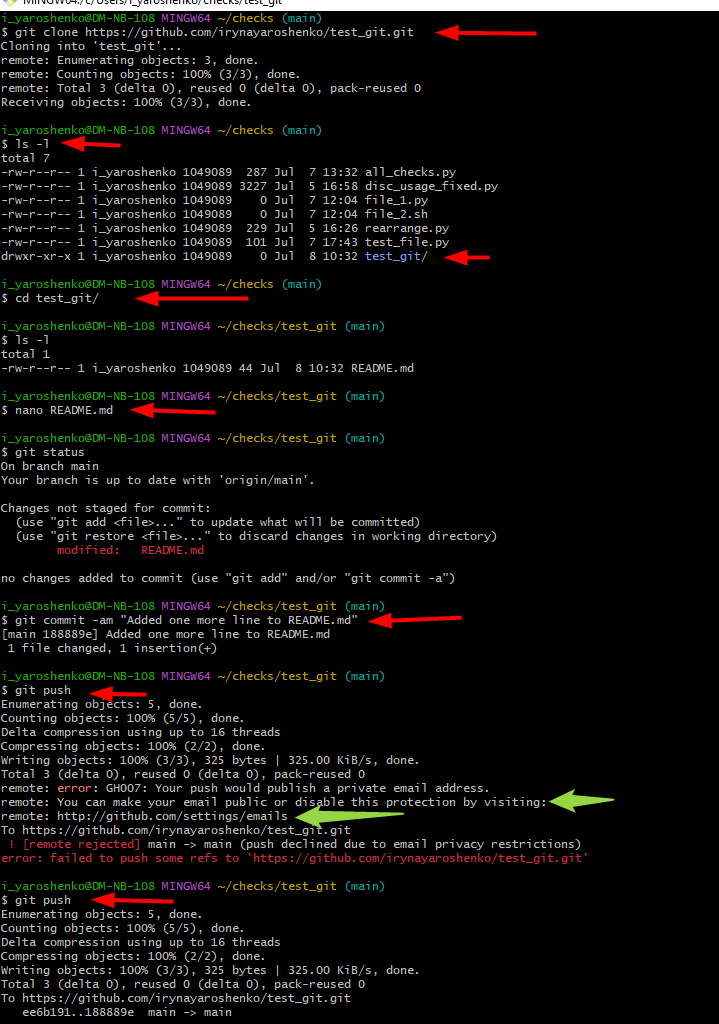 MINGW64:/c/Users/i_yaroshenko/checks/test_git
i_yaroshenko@DM-NB-108 MINGW64 ~/checks (main)
$ git clone https://github.com/irynayaroshenko/test_git.git
Cloning into 'test_git'...
remote: Enumerating objects: 3, done.
remote: Counting objects: 100% (3/3), done.
remote: Total 3 (delta 0), reused 0 (delta 0), pack-reused 0
Receiving objects: 100% (3/3), done.
i_yaroshenko@DM-NB-108 MINGW64 ~/checks (main)
$ ls -l
total 7
-rw-r--r-- 1 i_yaroshenko 1049089  287 Jul  7 13:32 all_checks.py
-rw-r--r-- 1 i_yaroshenko 1049089 3227 Jul  5 16:58 disc_usage_fixed.py
-rw-r--r-- 1 i_yaroshenko 1049089    0 Jul  7 12:04 file_1.py
-rw-r--r-- 1 i_yaroshenko 1049089    0 Jul  7 12:04 file_2.sh
-rw-r--r-- 1 i_yaroshenko 1049089  229 Jul  5 16:26 rearrange.py
-rw-r--r-- 1 i_yaroshenko 1049089  101 Jul  7 17:43 test_file.py
drwxr-xr-x 1 i_yaroshenko 1049089    0 Jul  8 10:32 test_git/
i_yaroshenko@DM-NB-108 MINGW64 ~/checks (main)
$ cd test_git/
i_yaroshenko@DM-NB-108 MINGW64 ~/checks/test_git (main)
$ ls -l
total 1
-rw-r--r-- 1 i_yaroshenko 1049089 44 Jul  8 10:32 README.md
i_yaroshenko@DM-NB-108 MINGW64 ~/checks/test_git (main)
$ nano README.md
i_yaroshenko@DM-NB-108 MINGW64 ~/checks/test_git (main)
$ git status
On branch main
Your branch is up to date with 'origin/main'.
Changes not staged for commit:
(use "git add <file>..." to update what will be committed)
(use "git restore <file>..." to discard changes in working directory)
modified:   README.md
no changes added to commit (use "git add" and/or "git commit -a")
i_yaroshenko@DM-NB-108 MINGW64 ~/checks/test_git (main)
$ git commit -am "Added one more line to README.md"
[main 188889e] Added one more line to README.md
1 file changed, 1 insertion(+)
i_yaroshenko@DM-NB-108 MINGW64 ~/checks/test_git (main)
$ git push
Enumerating objects: 5, done.
Counting objects: 100% (5/5), done.
Delta compression using up to 16 threads
Compressing objects: 100% (2/2), done.
Writing objects: 100% (3/3), 325 bytes | 325.00 KiB/s, done.
Total 3 (delta 0), reused 0 (delta 0), pack-reused 0
remote: error: GH007: Your push would publish a private email address.
remote: You can make your email public or disable this protection by visiting:
remote: http://github.com/settings/emails
To https://github.com/irynayaroshenko/test_git.git
! [remote rejected] main -> main (push declined due to email privacy restrictions)
error: failed to push some refs to 'https://github.com/irynayaroshenko/test_git.git'
i_yaroshenko@DM-NB-108 MINGW64 ~/checks/test_git (main)
$ git push
Enumerating objects: 5, done.
Counting objects: 100% (5/5), done.
Delta compression using up to 16 threads
Compressing objects: 100% (2/2), done.
Writing objects: 100% (3/3), 325 bytes | 325.00 KiB/s, done.
Total 3 (delta 0), reused 0 (delta 0), pack-reused 0
To https://github.com/irynayaroshenko/test_git.git
ee6b191..188889e  main -> main